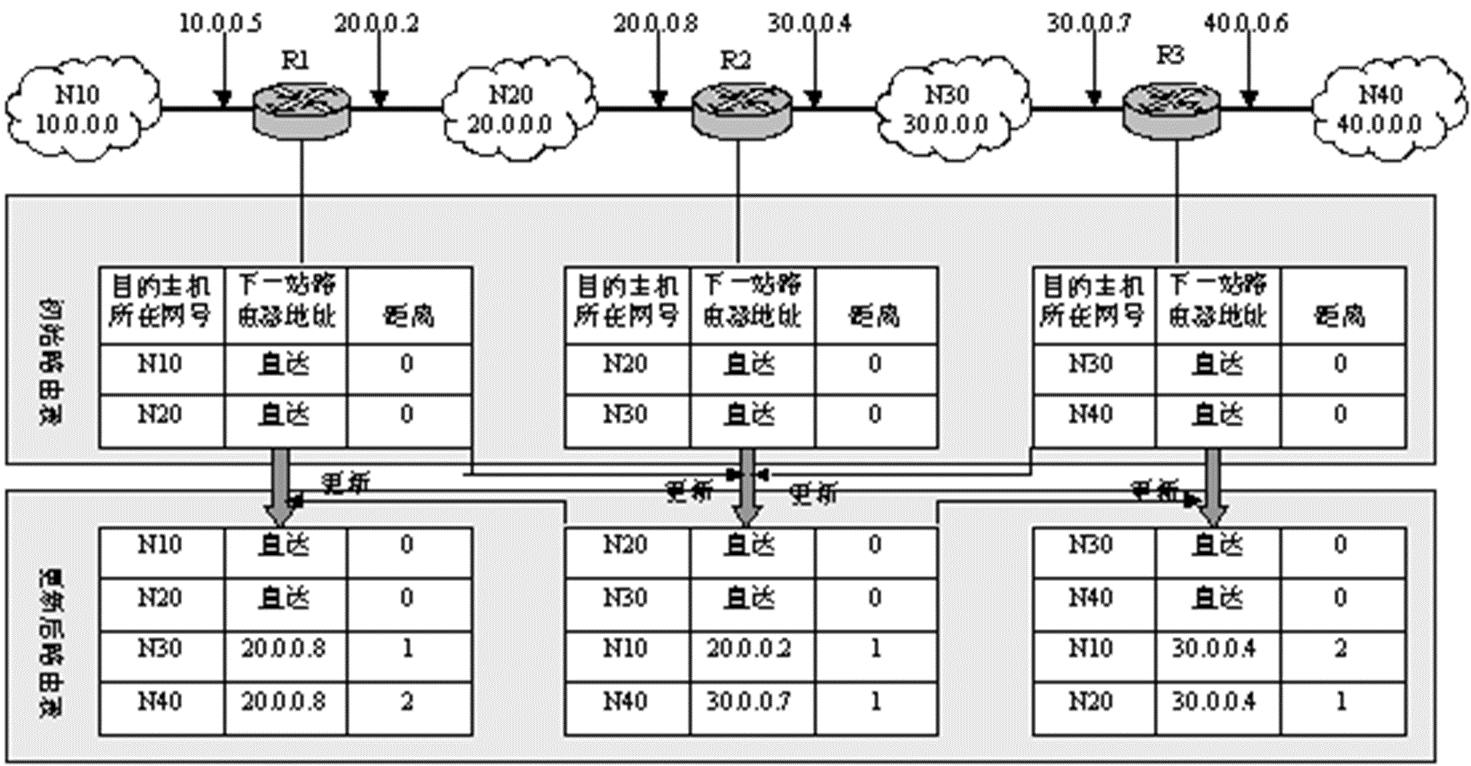 10.0.0.5 20.0.0.2 20.0.0.8 30.0.0.4 30.0.0.7 40.0.0.6
R1 R2 R3
N10 N20 N30 N40
10.0.0.0 20.0.0.0 30.0.0.0 40.0.0.0
初始路由表
目的主机 下一站路 目的主机 下一站路 目的主机 下一站路
所在网号 由器地址 距离 所在网号 由器地址 距离 所在网号 由器地址 距离
N10 直达 0 N20 直达 0 N30 直达 0
N20 直达 0 N30 直达 0 N40 直达 0
更新 更新 更新 更新
更新后路由表
N10 直达 0 N20 直达 0 N30 直达 0
N20 直达 0 N30 直达 0 N40 直达 0
N30 20.0.0.8 1 N10 20.0.0.2 1 N10 30.0.0.4 2
N40 20.0.0.8 2 N40 30.0.0.7 1 N20 30.0.0.4 1